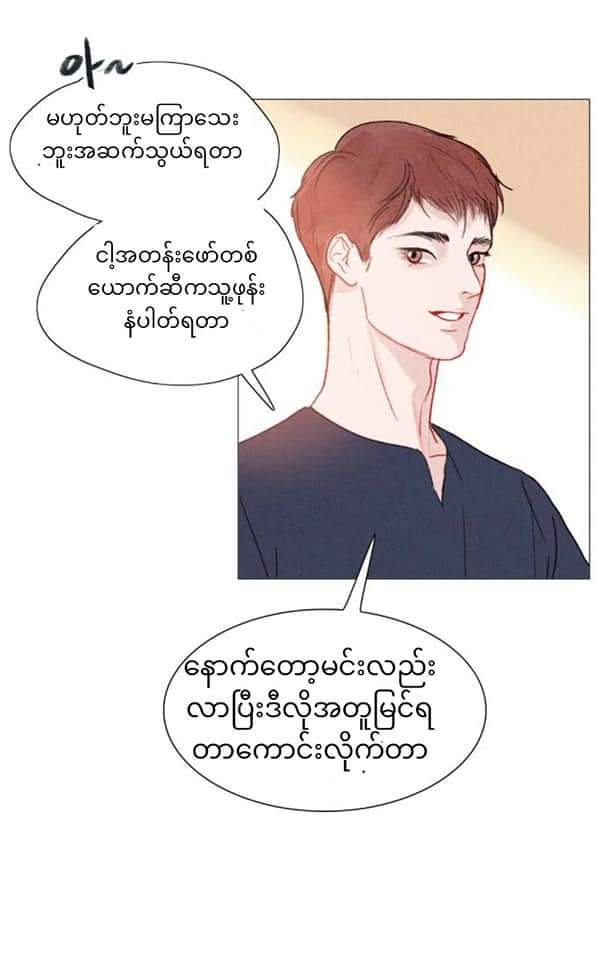 아~
မဟုတ်ဘူးမကြာသေး
ဘူးအဆက်သွယ်ရတာ
ငါ့အတန်းဖော်တစ်
ယောက်ဆီကသူ့ဖုန်း
နံပါတ်ရတာ
နောက်တော့မင်းလည်း
လာပြီးဒီလိုအတူမြင်ရ
တာကောင်းလိုက်တာ